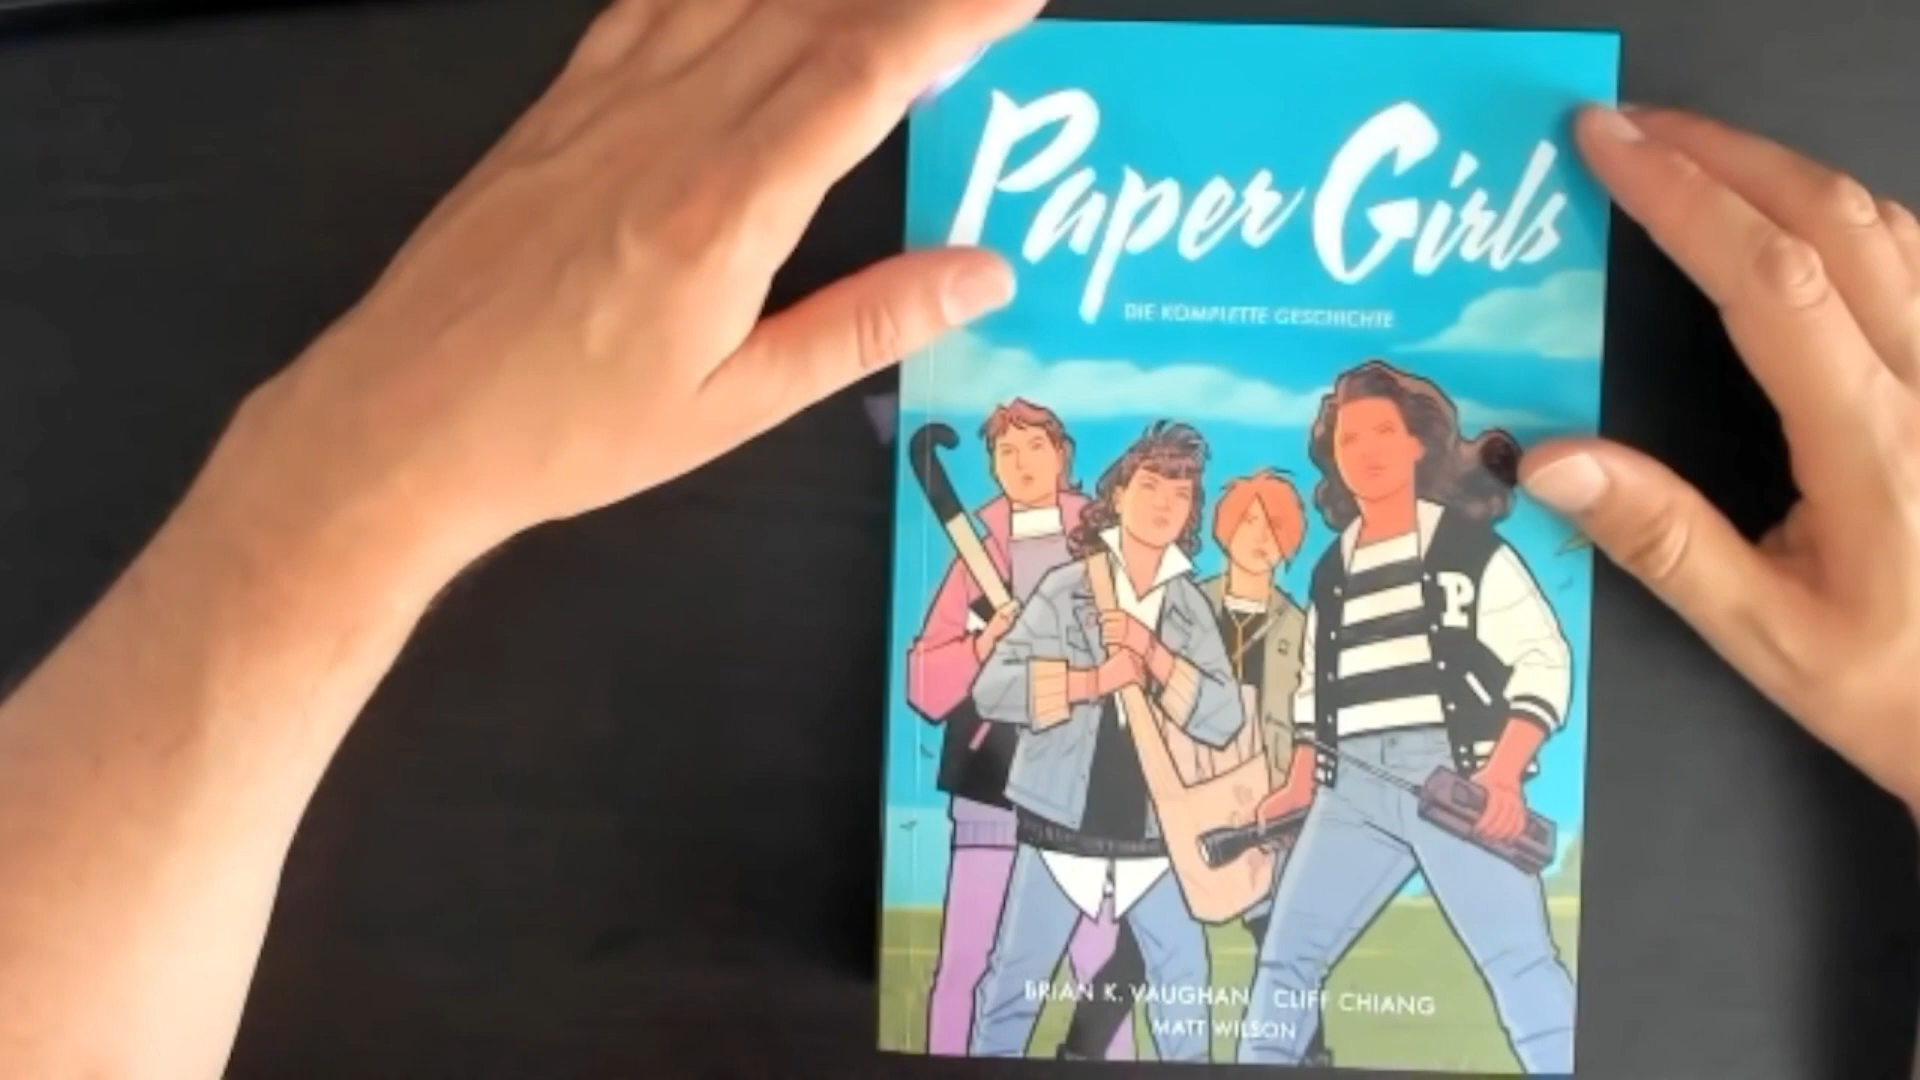 Paper Girls
DIE KOMPLETTE GESCHICHTE
P
BRIAN K. VAUGHAN CLIFF CHIANG
MATT WILSON